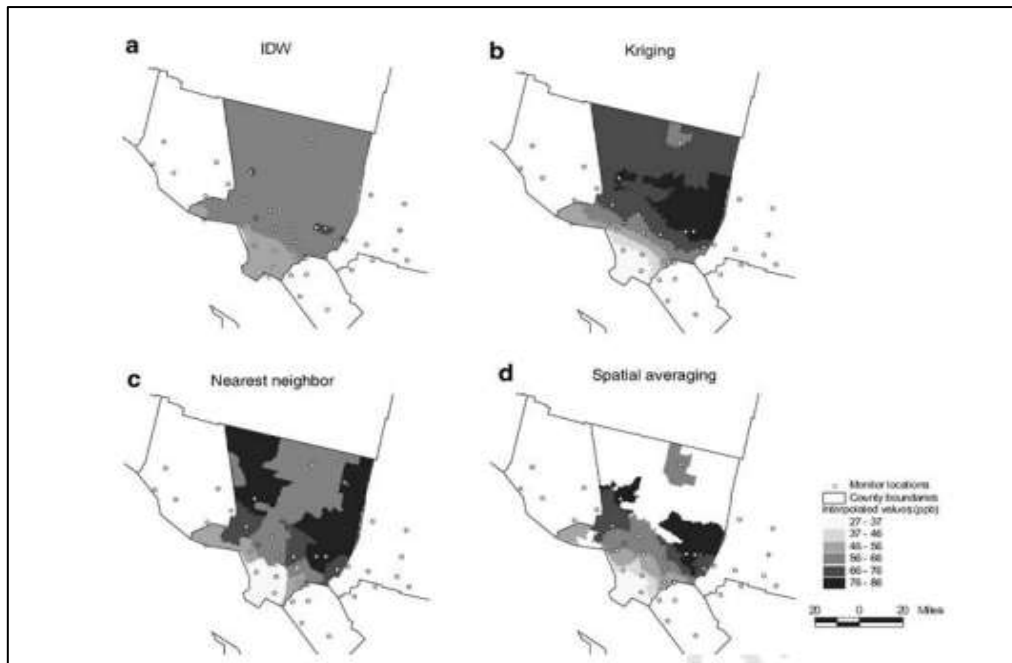 a
IDW
b
Kriging
c
Nearest neighbor
d
Spatial averaging
Monitor locations
County boundaries
Interpolated values (ppb)
27 - 37
37 - 46
46 - 56
56 - 66
66 - 76
76 - 86
20 0 20 Miles